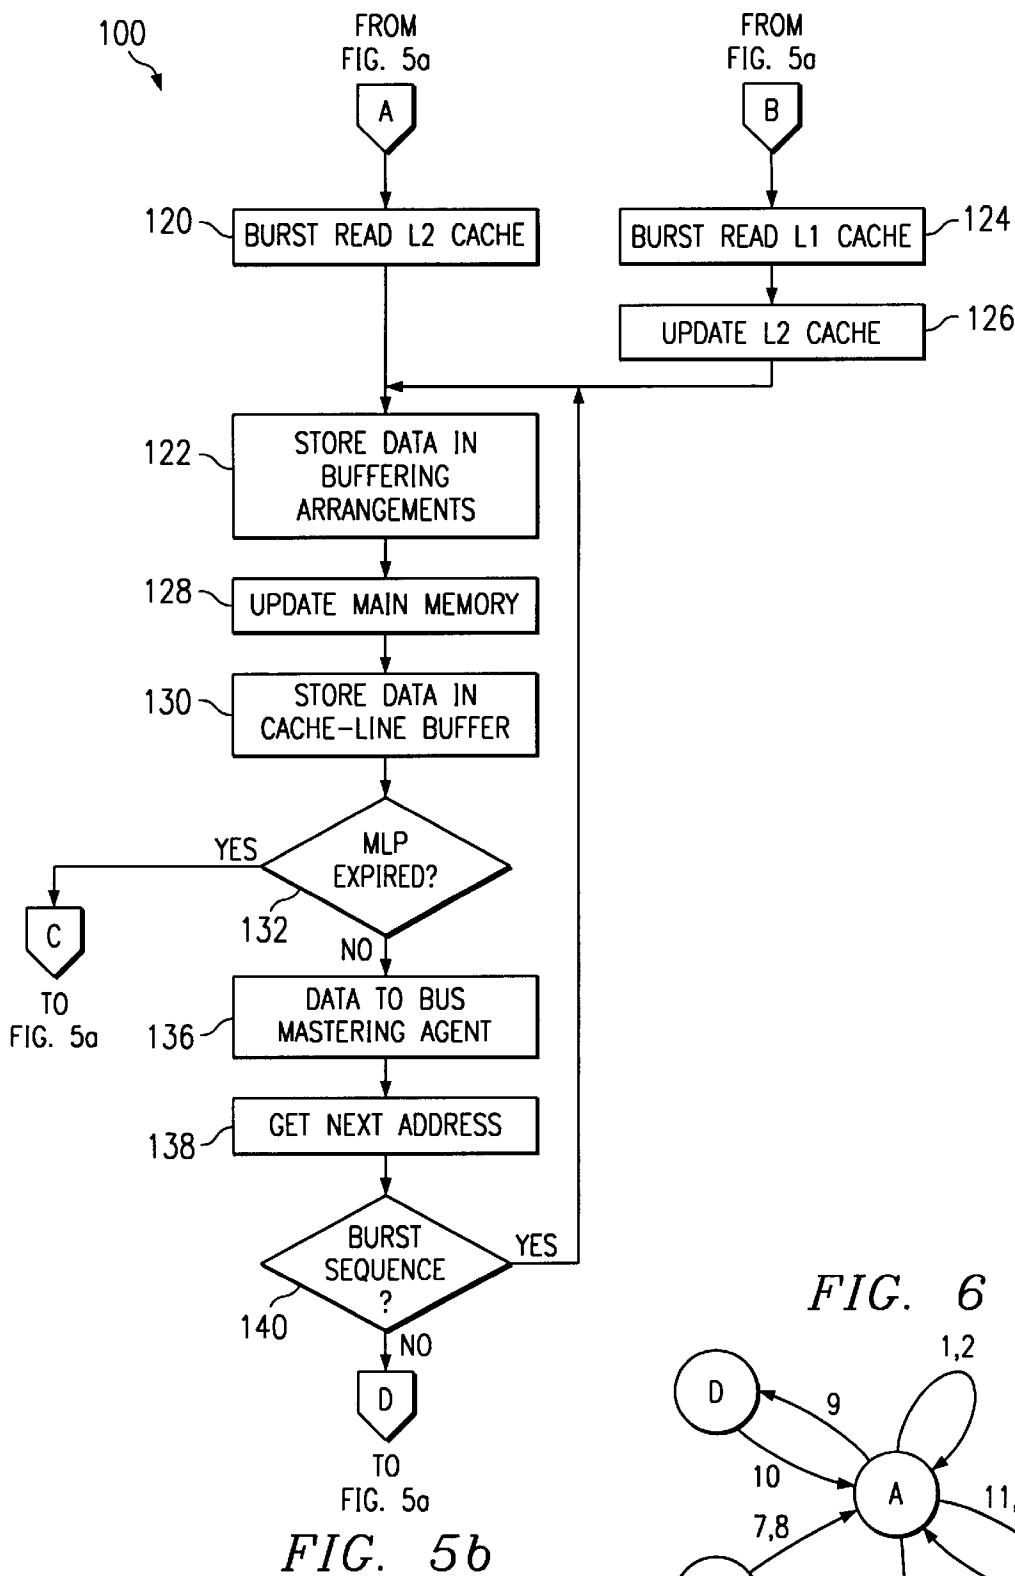 100
FROM
FIG. 5a
A
FROM
FIG. 5a
B
120
BURST READ L2 CACHE
BURST READ L1 CACHE
124
UPDATE L2 CACHE
126
122
STORE DATA IN
BUFFERING
ARRANGEMENTS
128
UPDATE MAIN MEMORY
130
STORE DATA IN
CACHE-LINE BUFFER
YES
MLP
EXPIRED?
132
C
TO
FIG. 5a
NO
136
DATA TO BUS
MASTERING AGENT
138
GET NEXT ADDRESS
BURST
SEQUENCE
?
YES
140
NO
D
TO
FIG. 5a
FIG. 5b
FIG. 6
1,2
D
9
10
A
11,
7,8